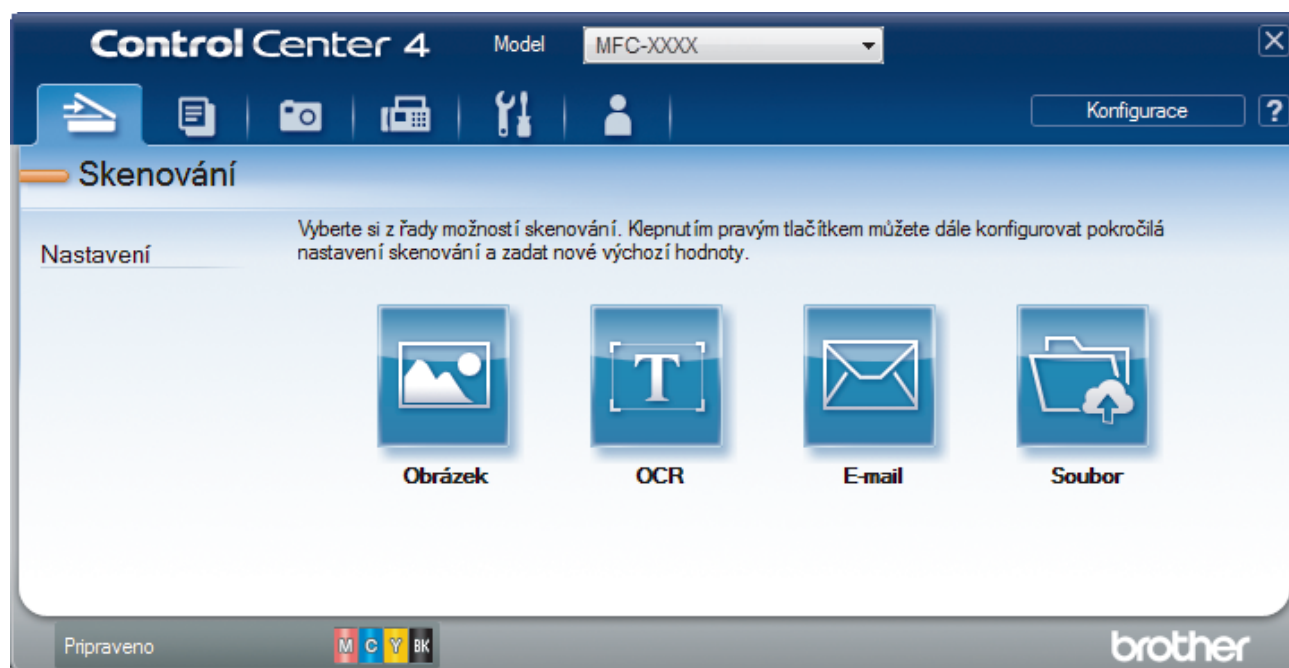 ControlCenter 4 Model MFC-XXXX X
Konfigurace ?
Skenování
Nastavení
Vyberte si z řady možností skenování. Klepnutím pravým tlačítkem můžete dále konfigurovat pokročilá
nastavení skenování a zadat nové výchozí hodnoty.
T
Obrázek OCR E-mail Soubor
Pripraveno M C Y BK brother